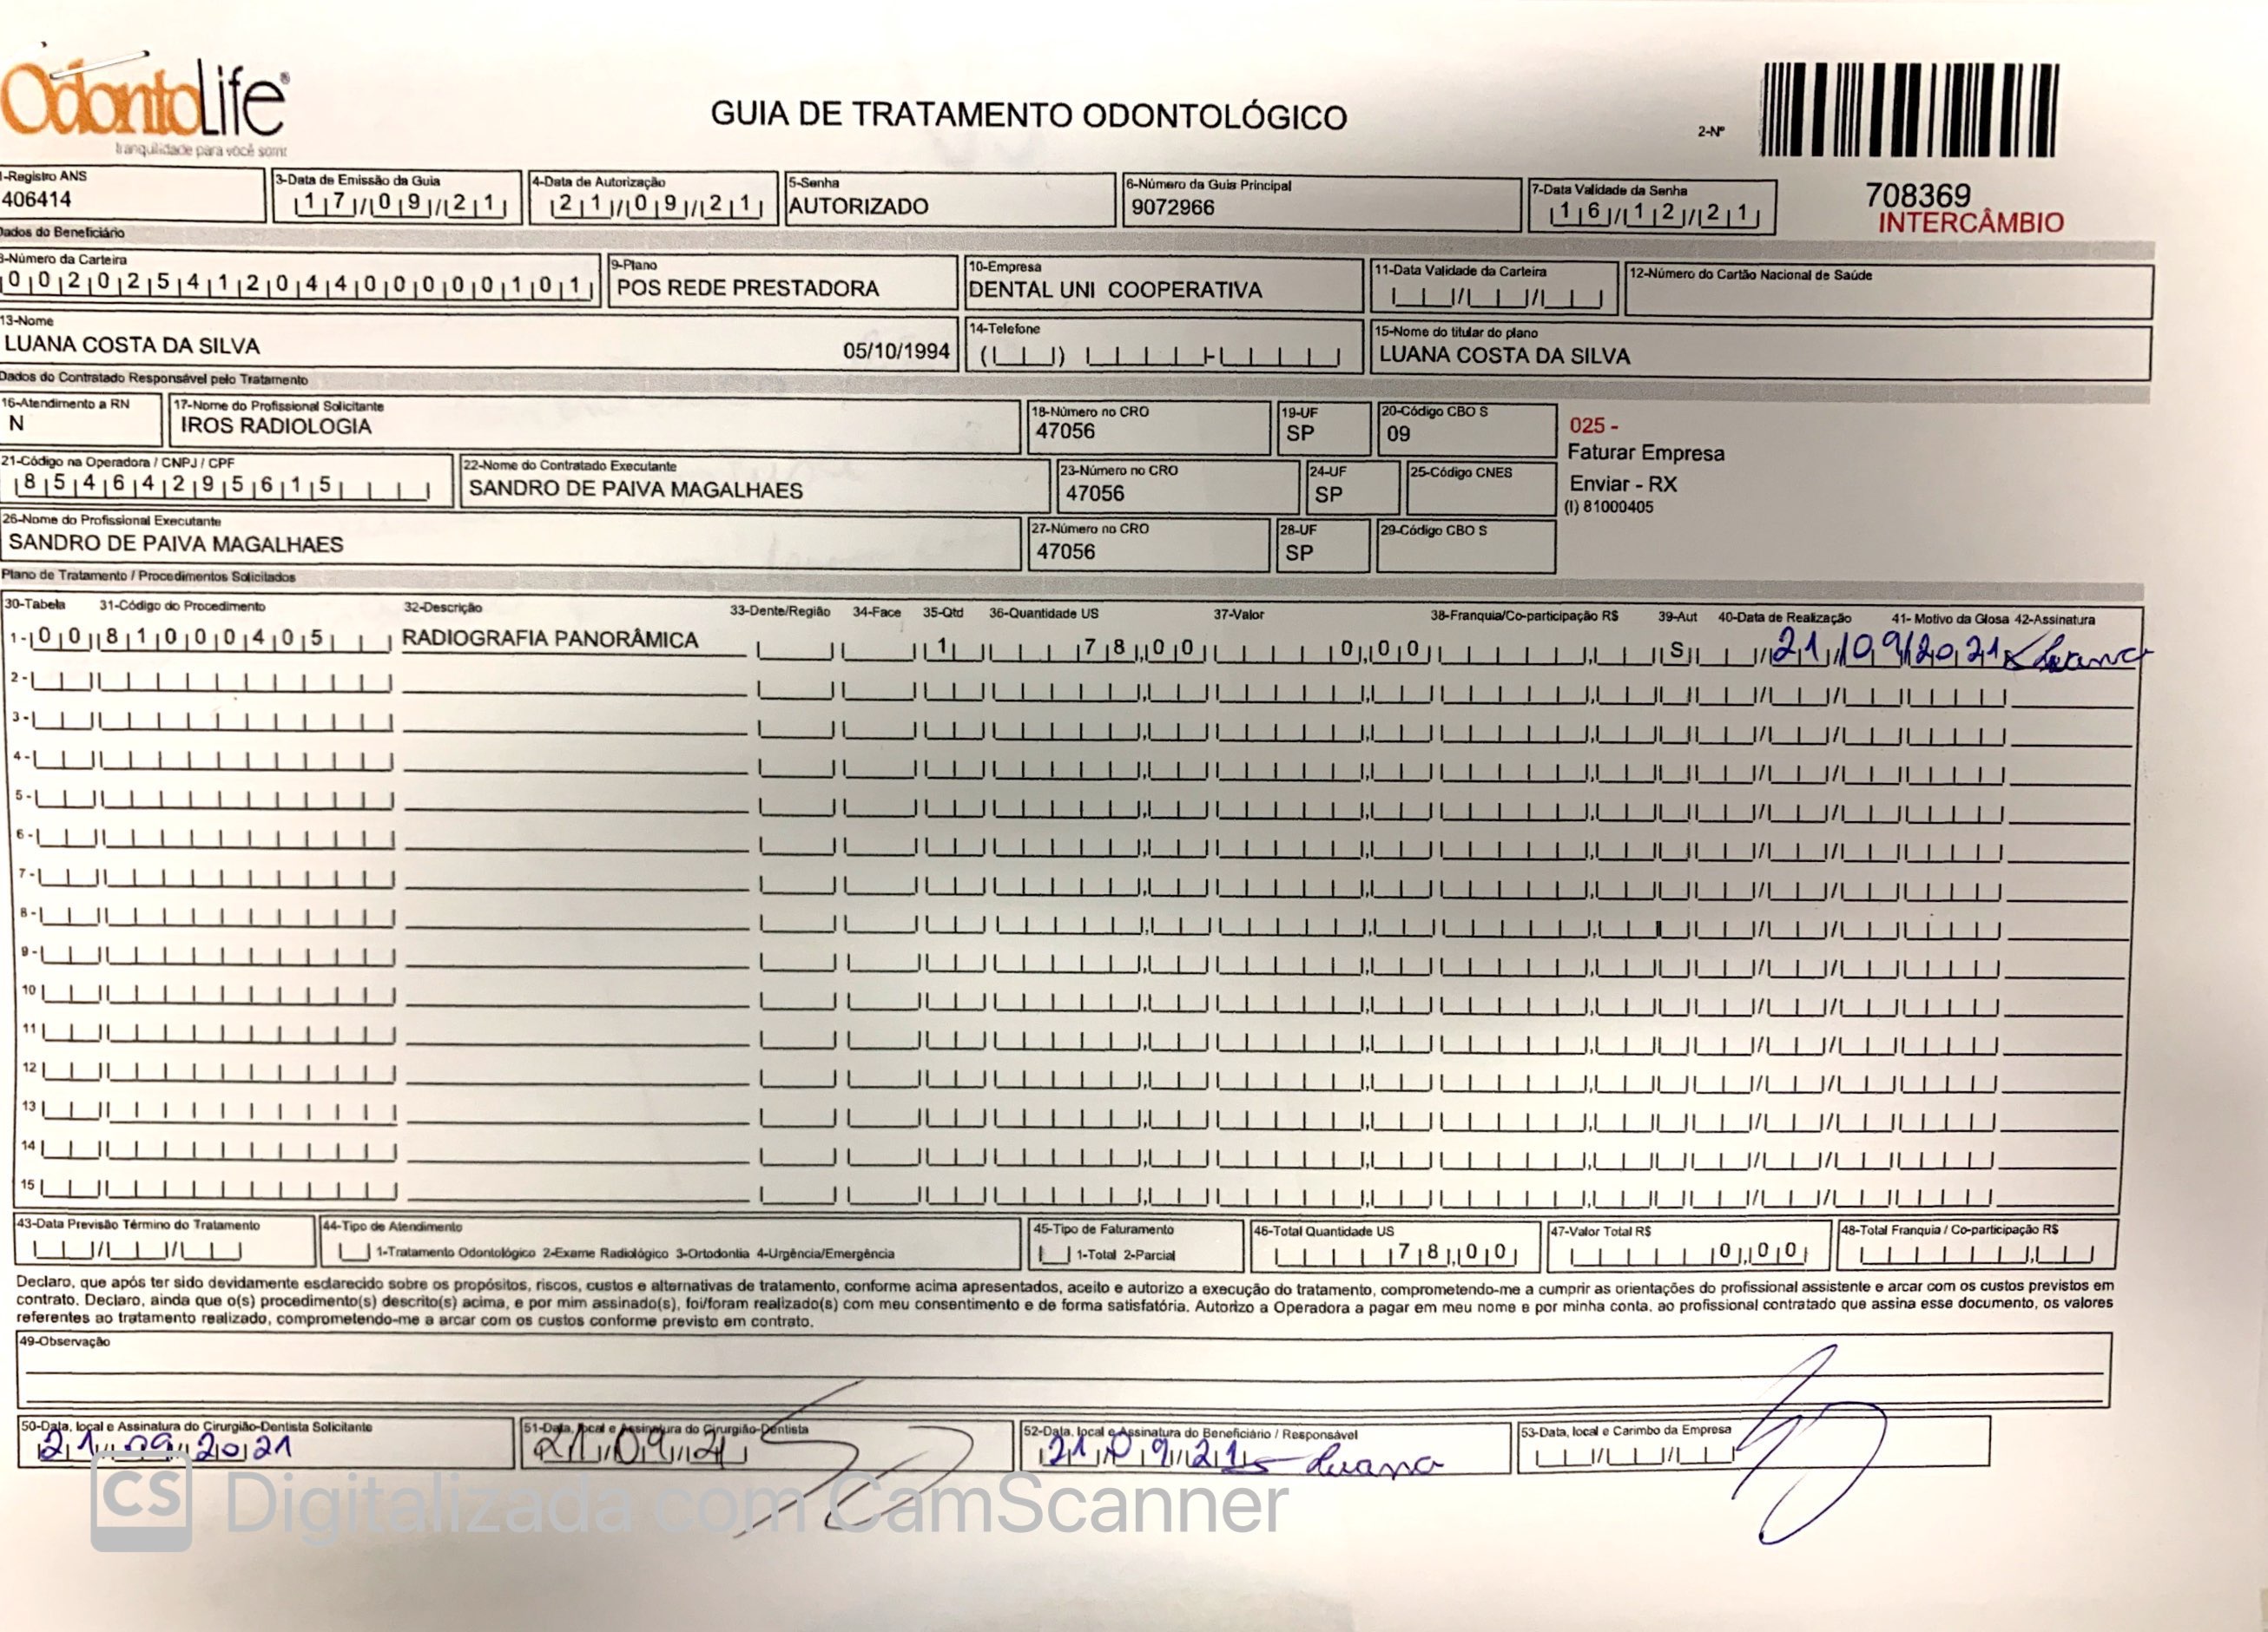 OdontoLife®
tranquilidade para você sorrir
GUIA DE TRATAMENTO ODONTOLÓGICO
2-Nº
708369
INTERCÂMBIO
1-Registro ANS
406414
3-Data de Emissão da Guia
17/09/21
4-Data de Autorização
21/09/21
5-Senha
AUTORIZADO
6-Número da Guia Principal
9072966
7-Data Validade da Senha
16/12/21
Dados do Beneficiário
8-Número da Carteira
00202541204400000101
9-Plano
POS REDE PRESTADORA
10-Empresa
DENTAL UNI COOPERATIVA
11-Data Validade da Carteira
12-Número do Cartão Nacional de Saúde
13-Nome
LUANA COSTA DA SILVA 05/10/1994
14-Telefone
15-Nome do titular do plano
LUANA COSTA DA SILVA
Dados do Contratado Responsável pelo Tratamento
16-Atendimento a RN
N
17-Nome do Profissional Solicitante
IROS RADIOLOGIA
18-Número no CRO
47056
19-UF
SP
20-Código CBO S
09
025 -
Faturar Empresa
Enviar - RX
(I) 81000405
21-Código na Operadora / CNPJ / CPF
85464295615
22-Nome do Contratado Executante
SANDRO DE PAIVA MAGALHAES
23-Número no CRO
47056
24-UF
SP
25-Código CNES
26-Nome do Profissional Executante
SANDRO DE PAIVA MAGALHAES
27-Número no CRO
47056
28-UF
SP
29-Código CBO S
Plano de Tratamento / Procedimentos Solicitados
30-Tabela 31-Código do Procedimento 32-Descrição 33-Dente/Região 34-Face 35-Qtd 36-Quantidade US 37-Valor 38-Franquia/Co-participação R$ 39-Aut 40-Data de Realização 41- Motivo da Glosa 42-Assinatura
1- 00 81000405 RADIOGRAFIA PANORÂMICA 1 78,00 0,00 S 21/09/2021 Luana
2-
3-
4-
5-
6-
7-
8-
9-
10
11
12
13
14
15
43-Data Previsão Término do Tratamento
44-Tipo de Atendimento
1-Tratamento Odontológico 2-Exame Radiológico 3-Ortodontia 4-Urgência/Emergência
45-Tipo de Faturamento
1-Total 2-Parcial
46-Total Quantidade US
78,00
47-Valor Total R$
0,00
48-Total Franquia / Co-participação R$
Declaro, que após ter sido devidamente esclarecido sobre os propósitos, riscos, custos e alternativas de tratamento, conforme acima apresentados, aceito e autorizo a execução do tratamento, comprometendo-me a cumprir as orientações do profissional assistente e arcar com os custos previstos em
contrato. Declaro, ainda que o(s) procedimento(s) descrito(s) acima, e por mim assinado(s), foi/foram realizado(s) com meu consentimento e de forma satisfatória. Autorizo a Operadora a pagar em meu nome e por minha conta, ao profissional contratado que assina esse documento, os valores
referentes ao tratamento realizado, comprometendo-me a arcar com os custos conforme previsto em contrato.
49-Observação
50-Data, local e Assinatura do Cirurgião-Dentista Solicitante
21 09 2021
51-Data, local e Assinatura do Cirurgião-Dentista
21/09/21
52-Data, local e Assinatura do Beneficiário / Responsável
21/09/21 Luana
53-Data, local e Carimbo da Empresa
CS Digitalizada com CamScanner